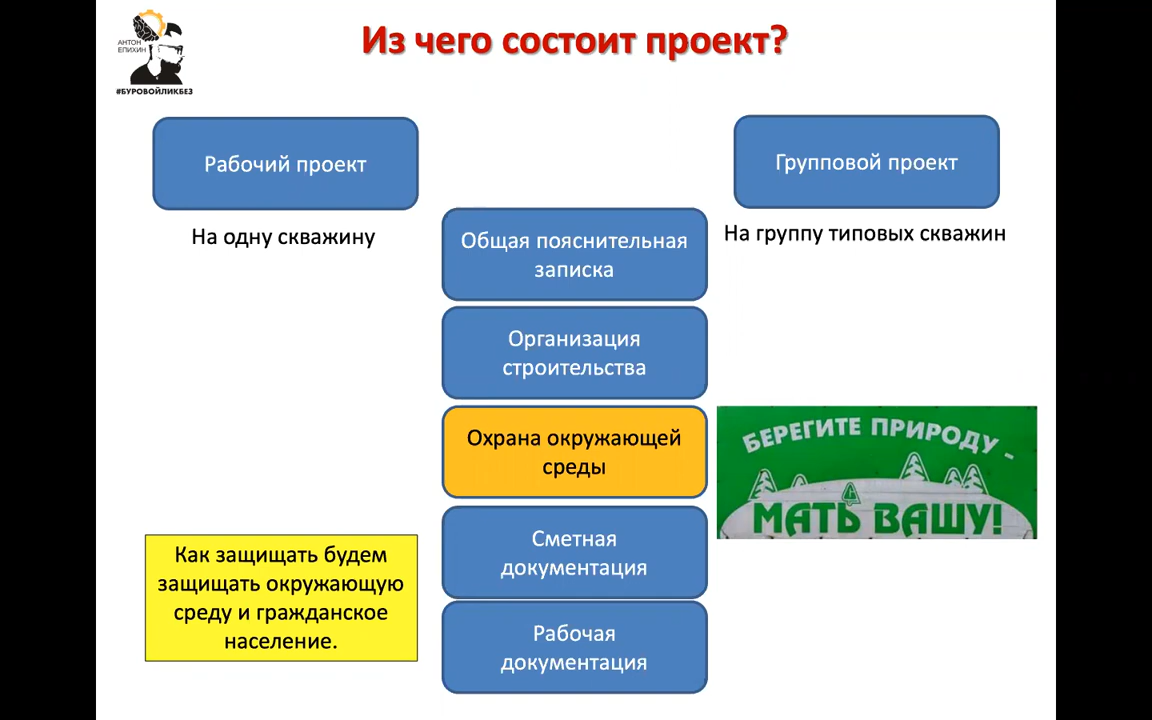 Из чего состоит проект?
АНТОН
ЕПИХИН
#БУРОВОЙЛИКБЕЗ
Рабочий проект
Групповой проект
На одну скважину
На группу типовых скважин
Общая пояснительная
записка
Организация
строительства
Охрана окружающей
среды
БЕРЕГИТЕ ПРИРОДУ -
МАТЬ ВАШУ!
Сметная
документация
Как защищать будем
защищать окружающую
среду и гражданское
население.
Рабочая
документация